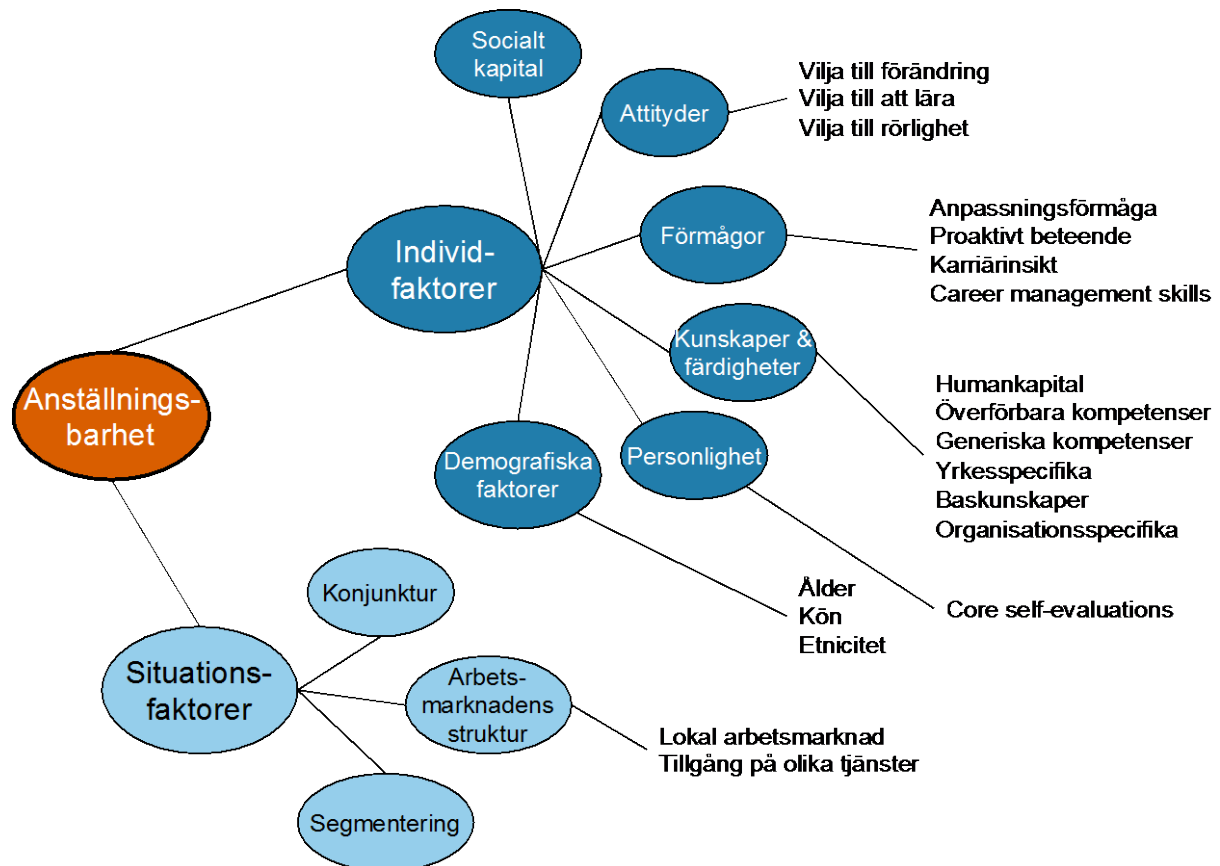 Socialt
kapital
Attityder
Vilja till förändring
Vilja till att lära
Vilja till rörlighet
Individ-
faktorer
Förmågor
Anpassningsförmåga
Proaktivt beteende
Karriärinsikt
Career management skills
Kunskaper &
färdigheter
Humankapital
Överförbara kompetenser
Generiska kompetenser
Yrkesspecifika
Baskunskaper
Organisationsspecifika
Anställnings-
barhet
Demografiska
faktorer
Personlighet
Ålder
Kön
Etnicitet
Core self-evaluations
Konjunktur
Situations-
faktorer
Arbets-
marknadens
struktur
Lokal arbetsmarknad
Tillgång på olika tjänster
Segmentering